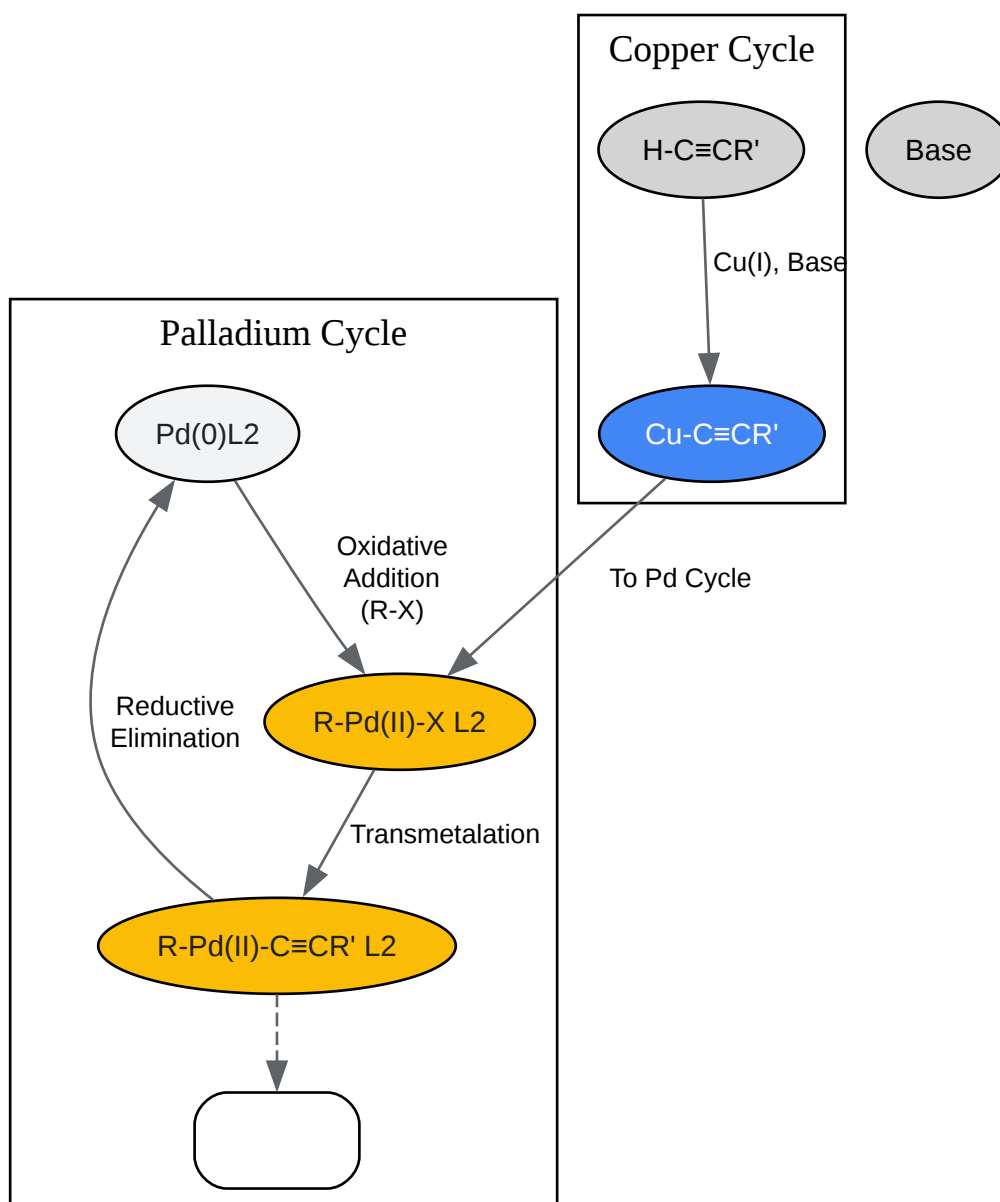 Copper Cycle
H-C≡CR'
Base
Cu(I), Base
Cu-C≡CR'
To Pd Cycle
Palladium Cycle
Pd(0)L2
Oxidative
Addition
(R-X)
R-Pd(II)-X L2
Reductive
Elimination
Transmetalation
R-Pd(II)-C≡CR' L2